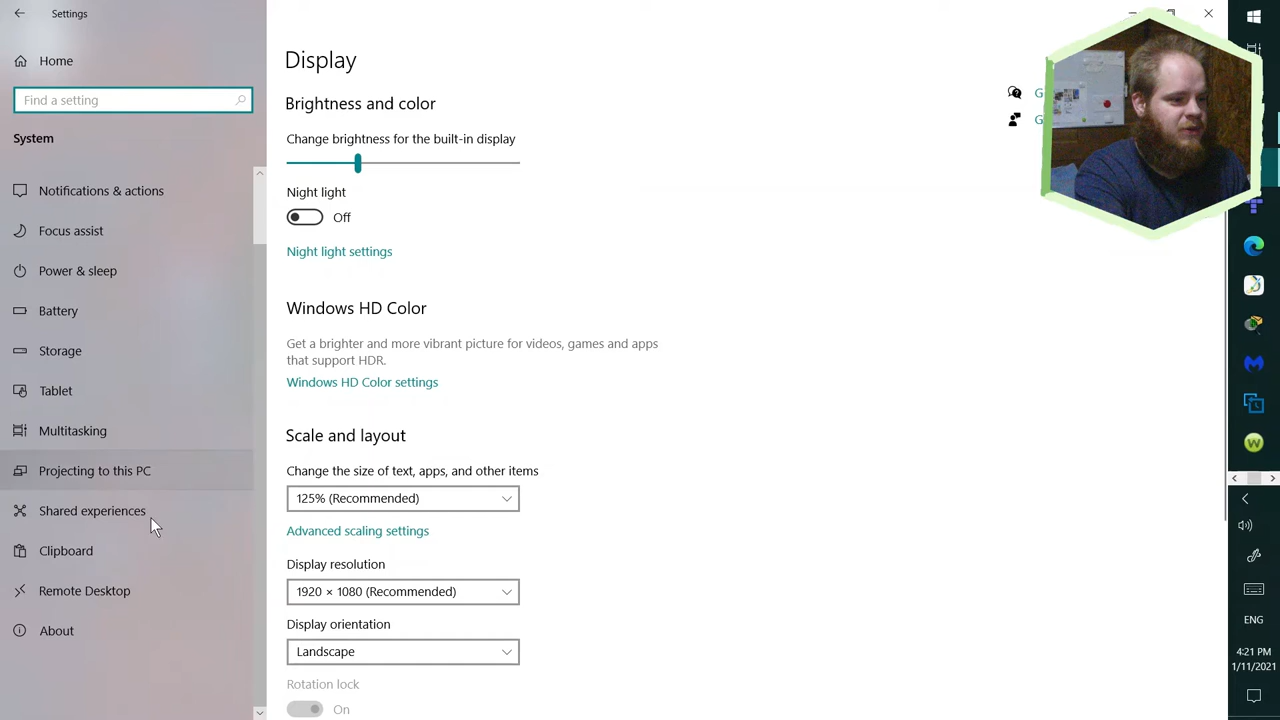 Settings
Home
Find a setting
System
Notifications & actions
Focus assist
Power & sleep
Battery
Storage
Tablet
Multitasking
Projecting to this PC
Shared experiences
Clipboard
Remote Desktop
About
Display
Brightness and color
Change brightness for the built-in display
Night light
Off
Night light settings
Windows HD Color
Get a brighter and more vibrant picture for videos, games and apps
that support HDR.
Windows HD Color settings
Scale and layout
Change the size of text, apps, and other items
125% (Recommended)
Advanced scaling settings
Display resolution
1920 × 1080 (Recommended)
Display orientation
Landscape
Rotation lock
On
G
G
W
ENG
4:21 PM
1/11/2021